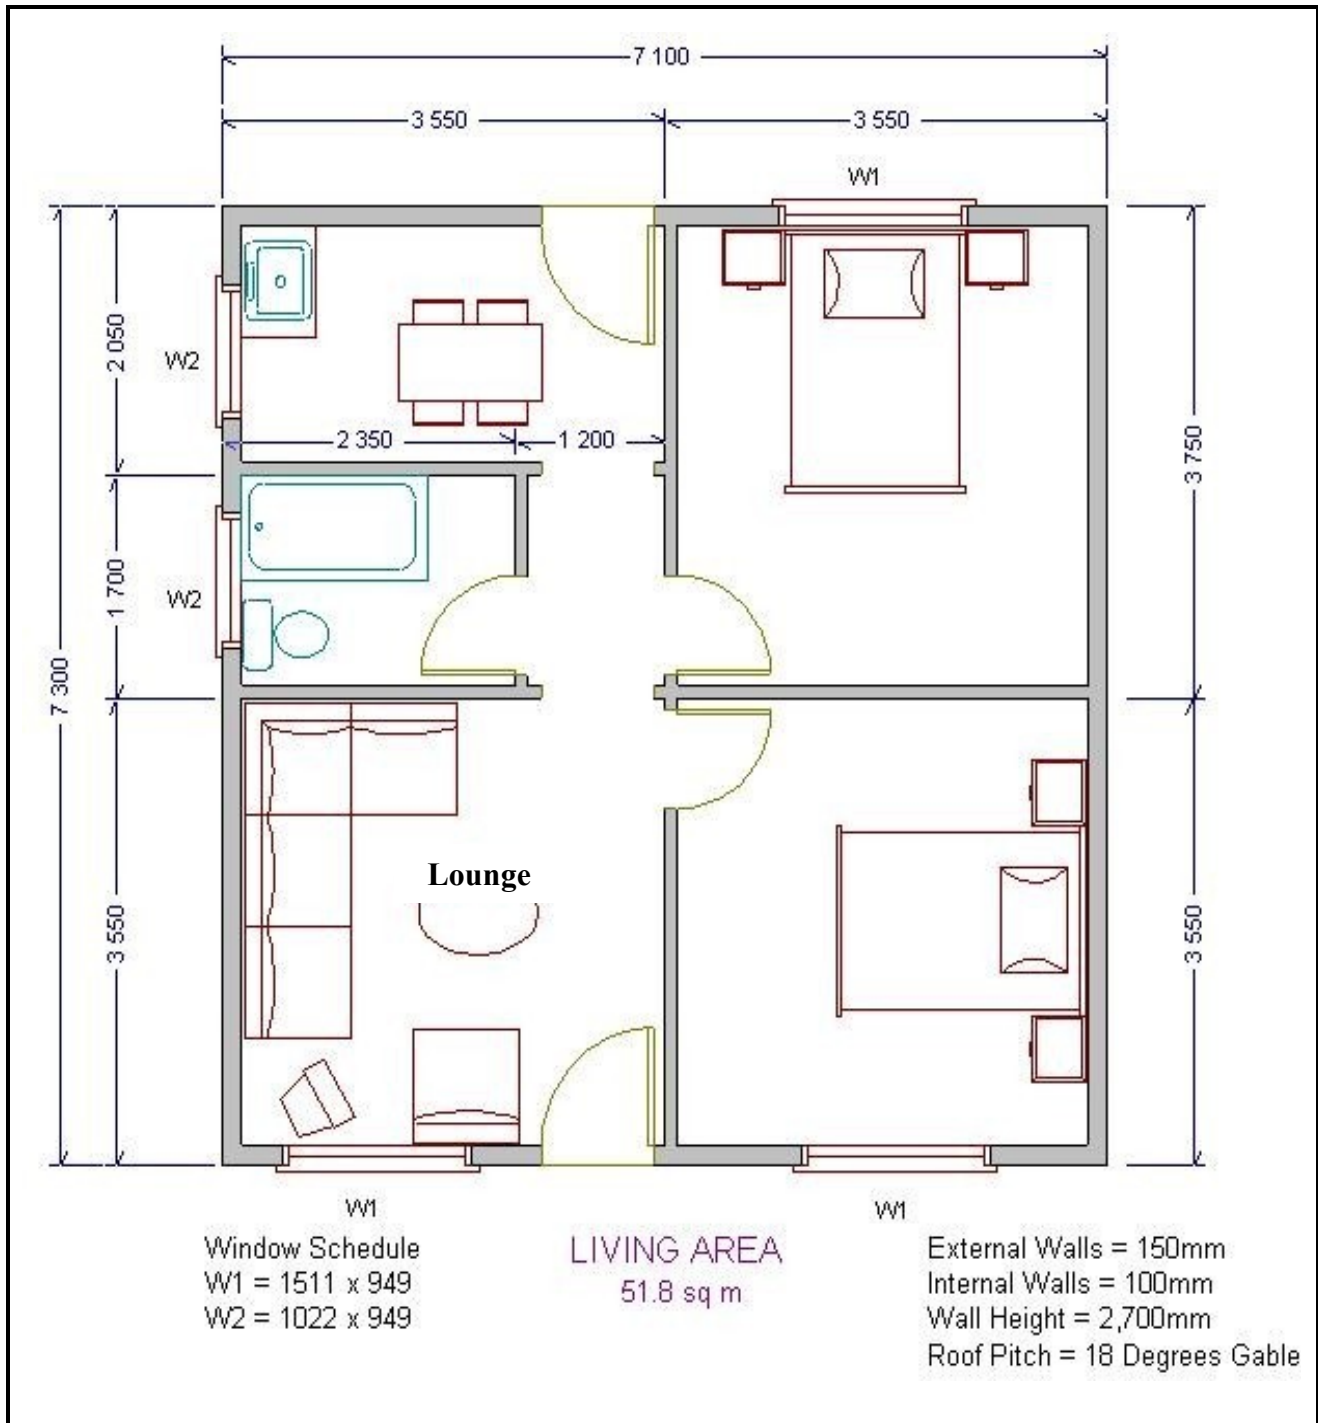 7 100
3 550
3 550
W1
2 050
W2
2 350
1 200
3 750
1 700
W2
7 300
Lounge
3 550
3 550
W1
W1
Window Schedule
W1 = 1511 x 949
W2 = 1022 x 949
LIVING AREA
51.8 sq m
External Walls = 150mm
Internal Walls = 100mm
Wall Height = 2,700mm
Roof Pitch = 18 Degrees Gable